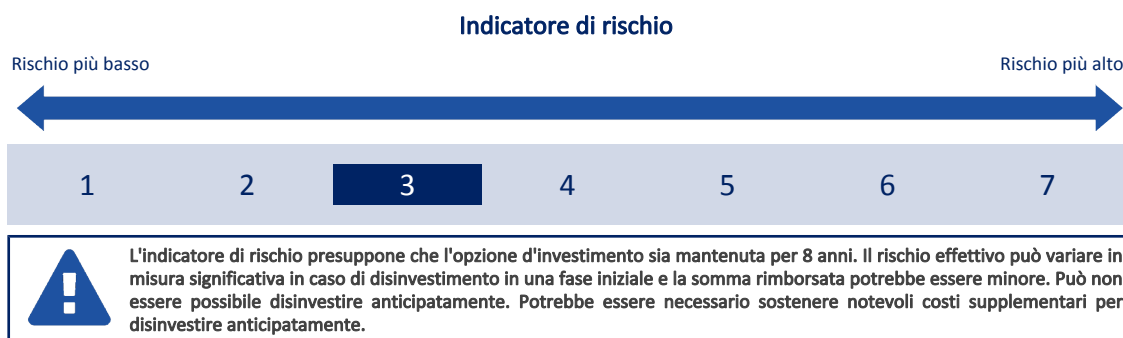 Indicatore di rischio
Rischio più basso
Rischio più alto
1 2 3 4 5 6 7
L'indicatore di rischio presuppone che l'opzione d'investimento sia mantenuta per 8 anni. Il rischio effettivo può variare in
misura significativa in caso di disinvestimento in una fase iniziale e la somma rimborsata potrebbe essere minore. Può non
essere possibile disinvestire anticipatamente. Potrebbe essere necessario sostenere notevoli costi supplementari per
disinvestire anticipatamente.